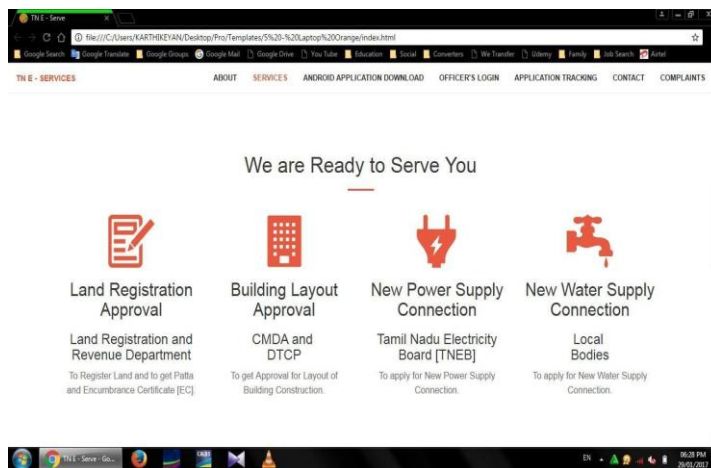 TN E - Serve
file:///C:/Users/KARTHIKEYAN/Desktop/Pro/Templates/5%20-%20Laptop%20Orange/index.html
Google Search Google Translate Google Groups Google Mail Google Drive You Tube Education Social Converters We Transfer Udemy Family Job Search Airtel
TN E - SERVICES ABOUT SERVICES ANDROID APPLICATION DOWNLOAD OFFICER'S LOGIN APPLICATION TRACKING CONTACT COMPLAINTS
We are Ready to Serve You
Land Registration
Approval
Land Registration and
Revenue Department
To Register Land and to get Patta
and Encumbrance Certificate [EC].
Building Layout
Approval
CMDA and
DTCP
To get Approval for Layout of
Building Construction.
New Power Supply
Connection
Tamil Nadu Electricity
Board [TNEB]
To apply for New Power Supply
Connection.
New Water Supply
Connection
Local
Bodies
To apply for New Water Supply
Connection.
TN E - Serve - Go...
EN
06:28 PM
29/01/2017